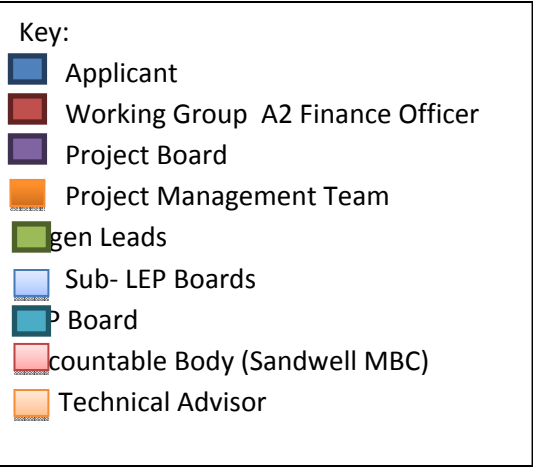 Key:
Applicant
Working Group A2 Finance Officer
Project Board
Project Management Team
gen Leads
Sub- LEP Boards
P Board
countable Body (Sandwell MBC)
Technical Advisor